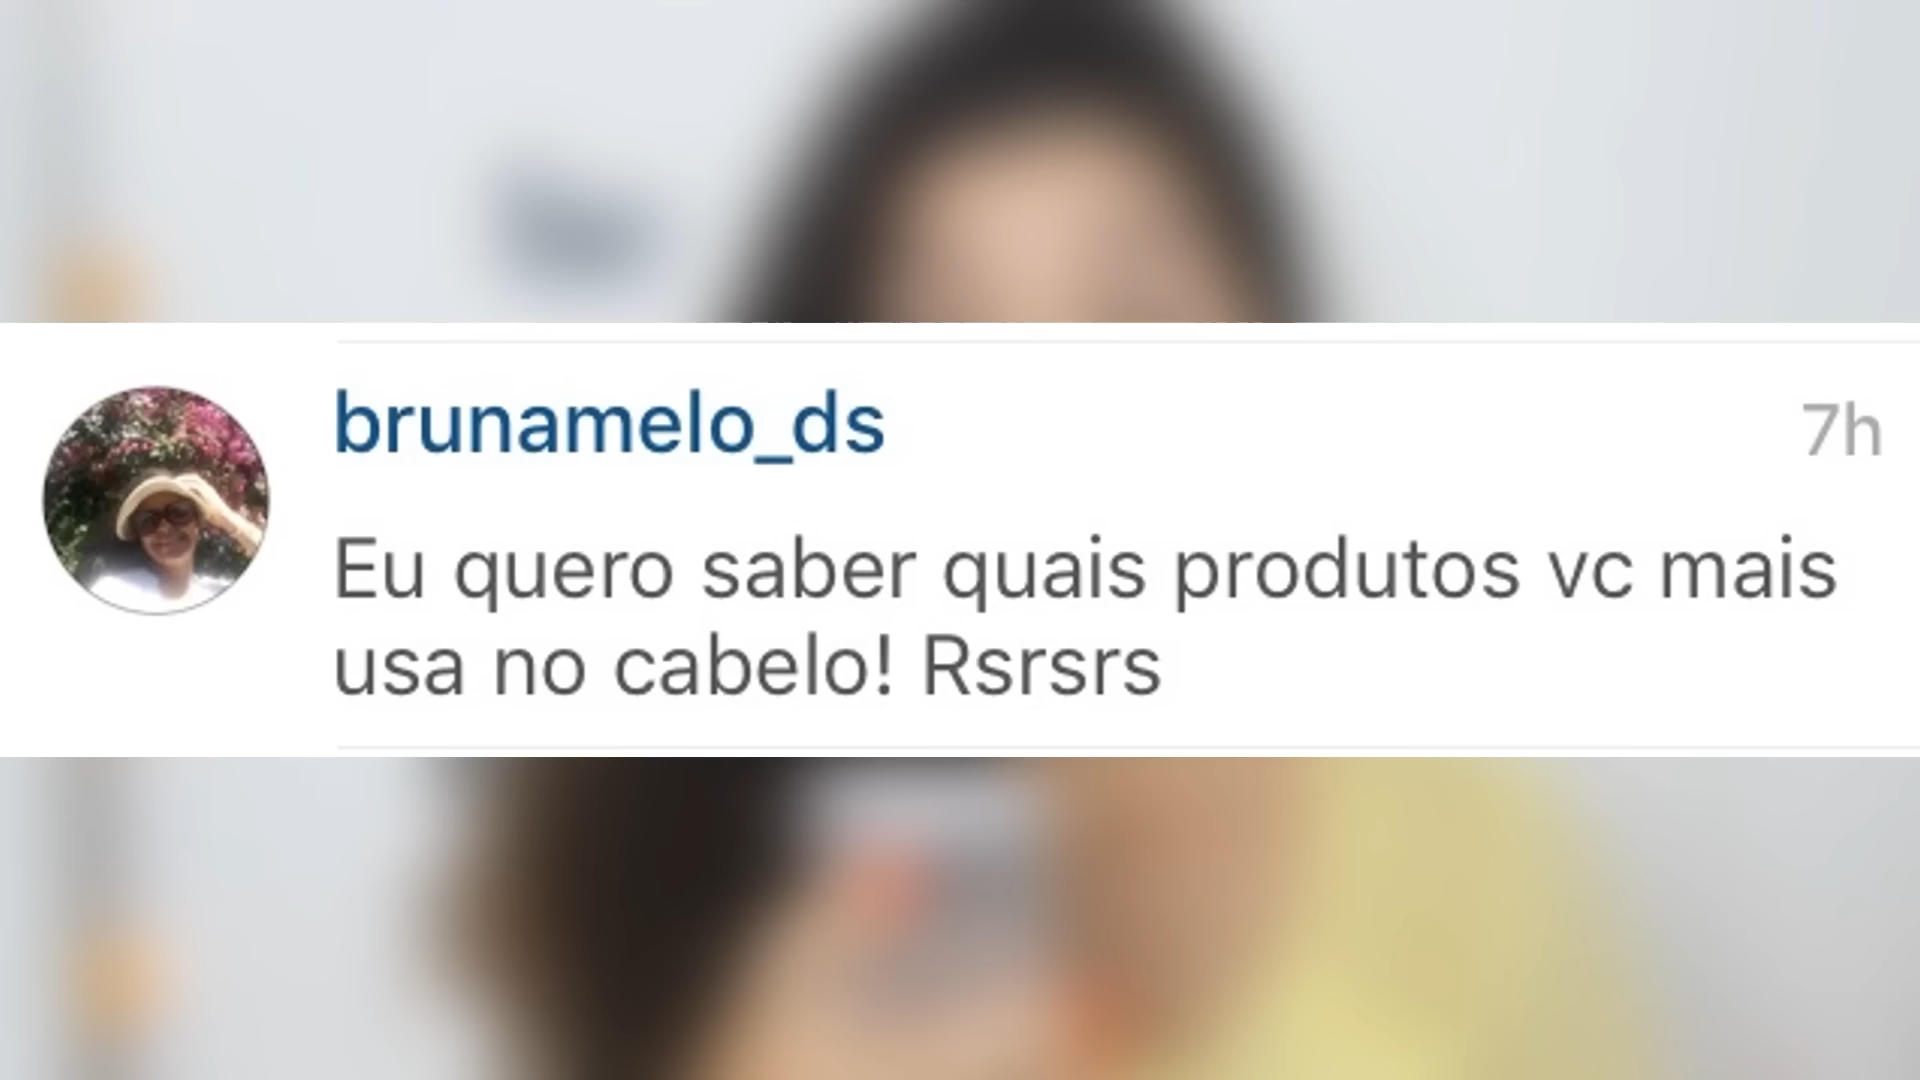 brunamelo_ds
7h
Eu quero saber quais produtos vc mais
usa no cabelo! Rsrsrs